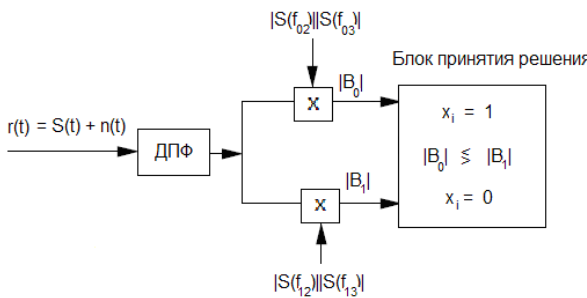 |S(f₀₂)||S(f₀₃)|
Блок принятия решения
|B₀|
X
xᵢ = 1
r(t) = S(t) + n(t)
ДПФ
|B₀| ≶ |B₁|
|B₁|
X
xᵢ = 0
|S(f₁₂)||S(f₁₃)|